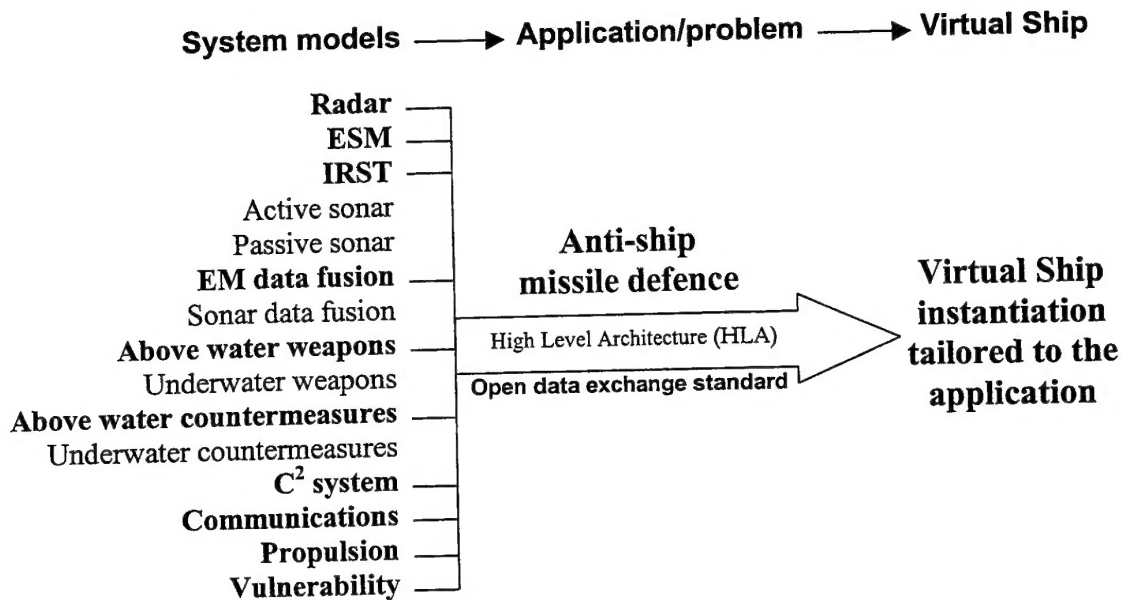 System models Application/problem Virtual Ship
Radar
ESM
IRST
Active sonar
Passive sonar
EM data fusion
Sonar data fusion
Above water weapons
Underwater weapons
Above water countermeasures
Underwater countermeasures
C² system
Communications
Propulsion
Vulnerability
Anti-ship
missile defence
High Level Architecture (HLA)
Open data exchange standard
Virtual Ship
instantiation
tailored to the
application